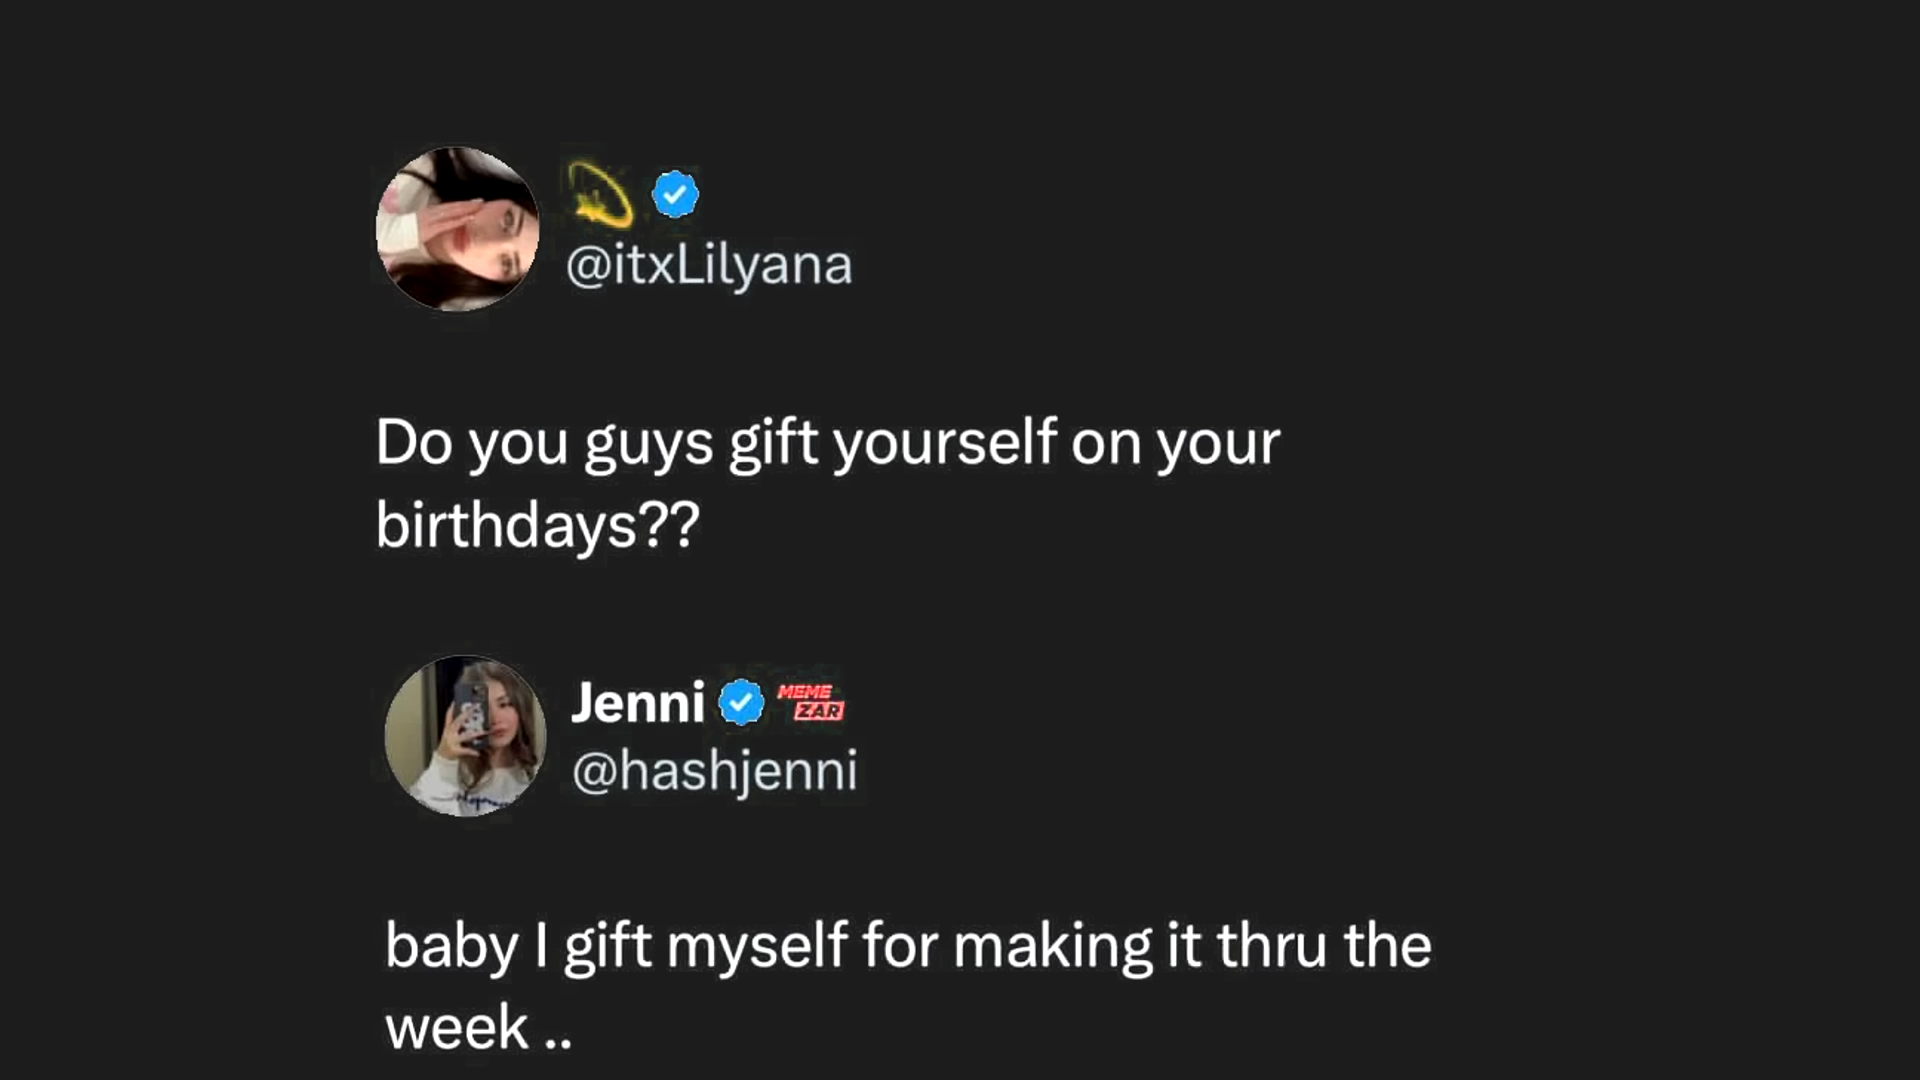 💫
@itxLilyana
Do you guys gift yourself on your
birthdays??
Jenni
MEME
ZAR
@hashjenni
baby I gift myself for making it thru the
week ..